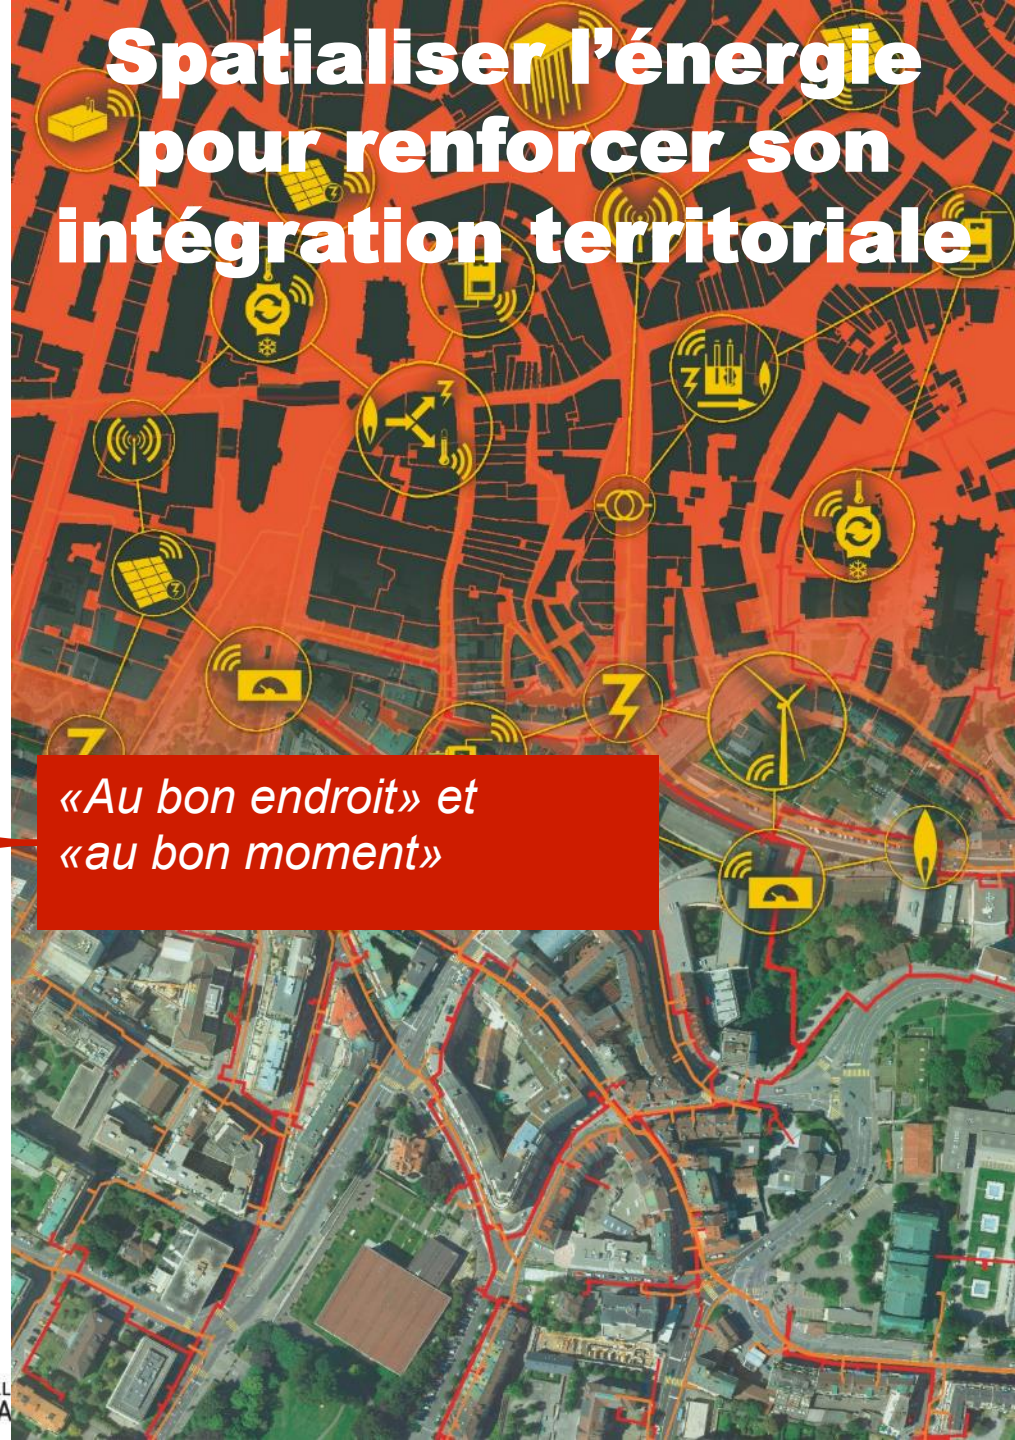 Spatialiser l’énergie
pour renforcer son
intégration territoriale
«Au bon endroit» et
«au bon moment»